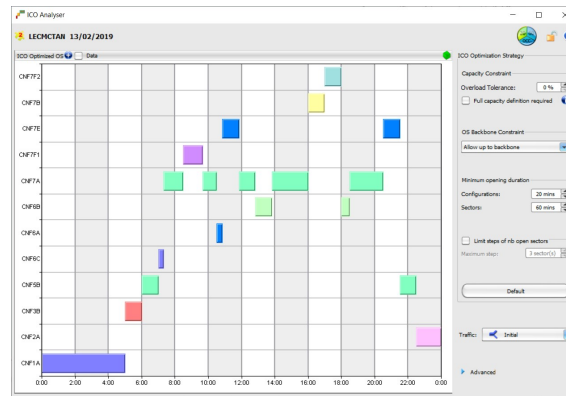 ICO Analyser
LECMCTAN 13/02/2019
ICO Optimized OS Data
CNF7F2
CNF7B
CNF7E
CNF7F1
CNF7A
CNF6B
CNF6A
CNF6C
CNF5B
CNF3B
CNF2A
CNF1A
0:00 2:00 4:00 6:00 8:00 10:00 12:00 14:00 16:00 18:00 20:00 22:00 0:00
ICO Optimization Strategy
Capacity Constraint
Overload Tolerance: 0 %
Full capacity definition required
OS Backbone Constraint
Allow up to backbone
Minimum opening duration
Configurations: 20 mins
Sectors: 60 mins
Limit steps of nb open sectors
Maximum step: 3 sector(s)
Default
Traffic: Initial
Advanced